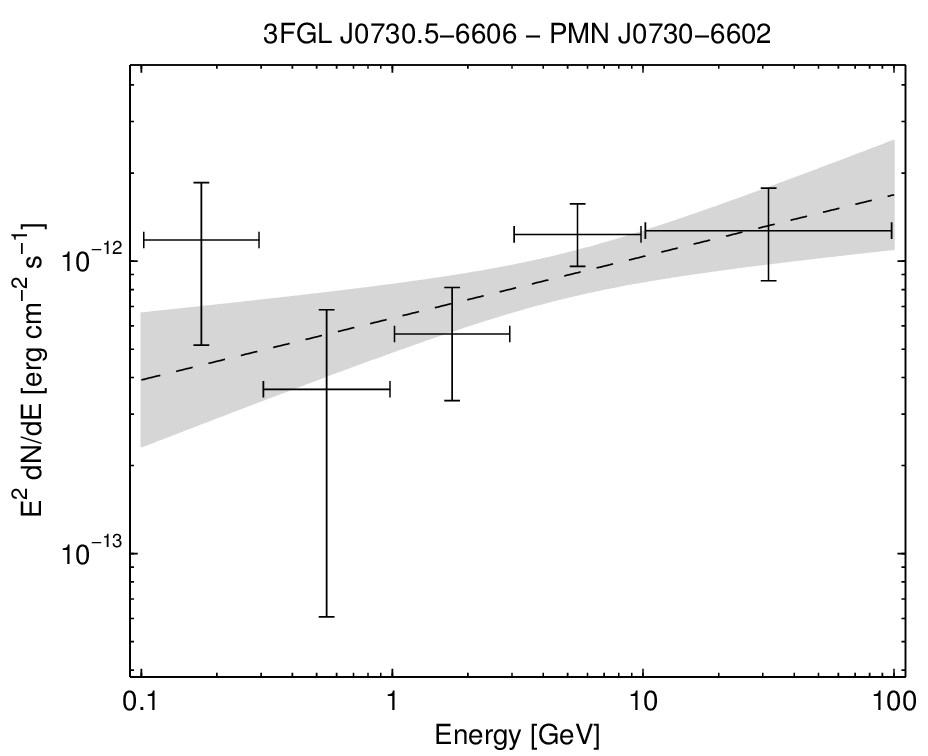 3FGL J0730.5−6606 − PMN J0730−6602
E² dN/dE [erg cm⁻² s⁻¹]
10⁻¹²
10⁻¹³
0.1 1 10 100
Energy [GeV]